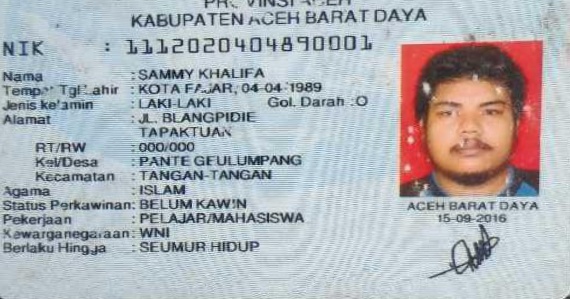 PROVINSI ACEH
KABUPATEN ACEH BARAT DAYA
NIK : 1112020404890001
Nama : SAMMY KHALIFA
Tempat/Tgl Lahir : KOTA FAJAR, 04-04-1989
Jenis kelamin : LAKI-LAKI Gol. Darah : O
Alamat : JL. BLANGPIDIE
TAPAKTUAN
RT/RW : 000/000
Kel/Desa : PANTE GEULUMPANG
Kecamatan : TANGAN-TANGAN
Agama : ISLAM
Status Perkawinan: BELUM KAWIN
Pekerjaan : PELAJAR/MAHASISWA
Kewarganegaraan: WNI
Berlaku Hingga : SEUMUR HIDUP
ACEH BARAT DAYA
15-09-2016